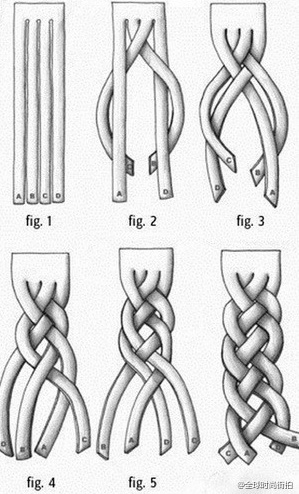 A B C D
fig. 1
B
A D
fig. 2
C B
D A
fig. 3
D B A C
fig. 4
B A D C
fig. 5
C A B
@全球时尚街拍